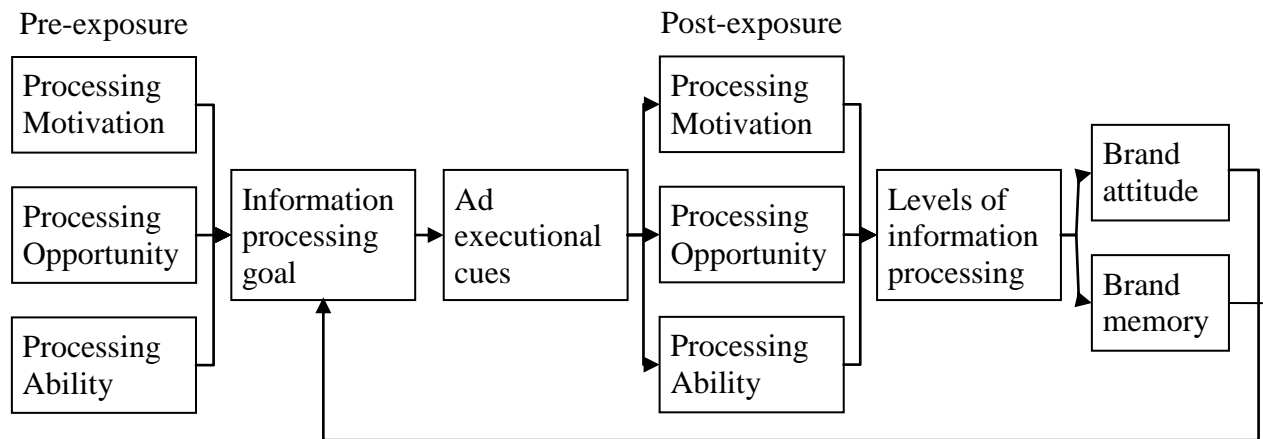 Pre-exposure
Processing
Motivation
Processing
Opportunity
Processing
Ability
Information
processing
goal
Ad
executional
cues
Post-exposure
Processing
Motivation
Processing
Opportunity
Processing
Ability
Levels of
information
processing
Brand
attitude
Brand
memory